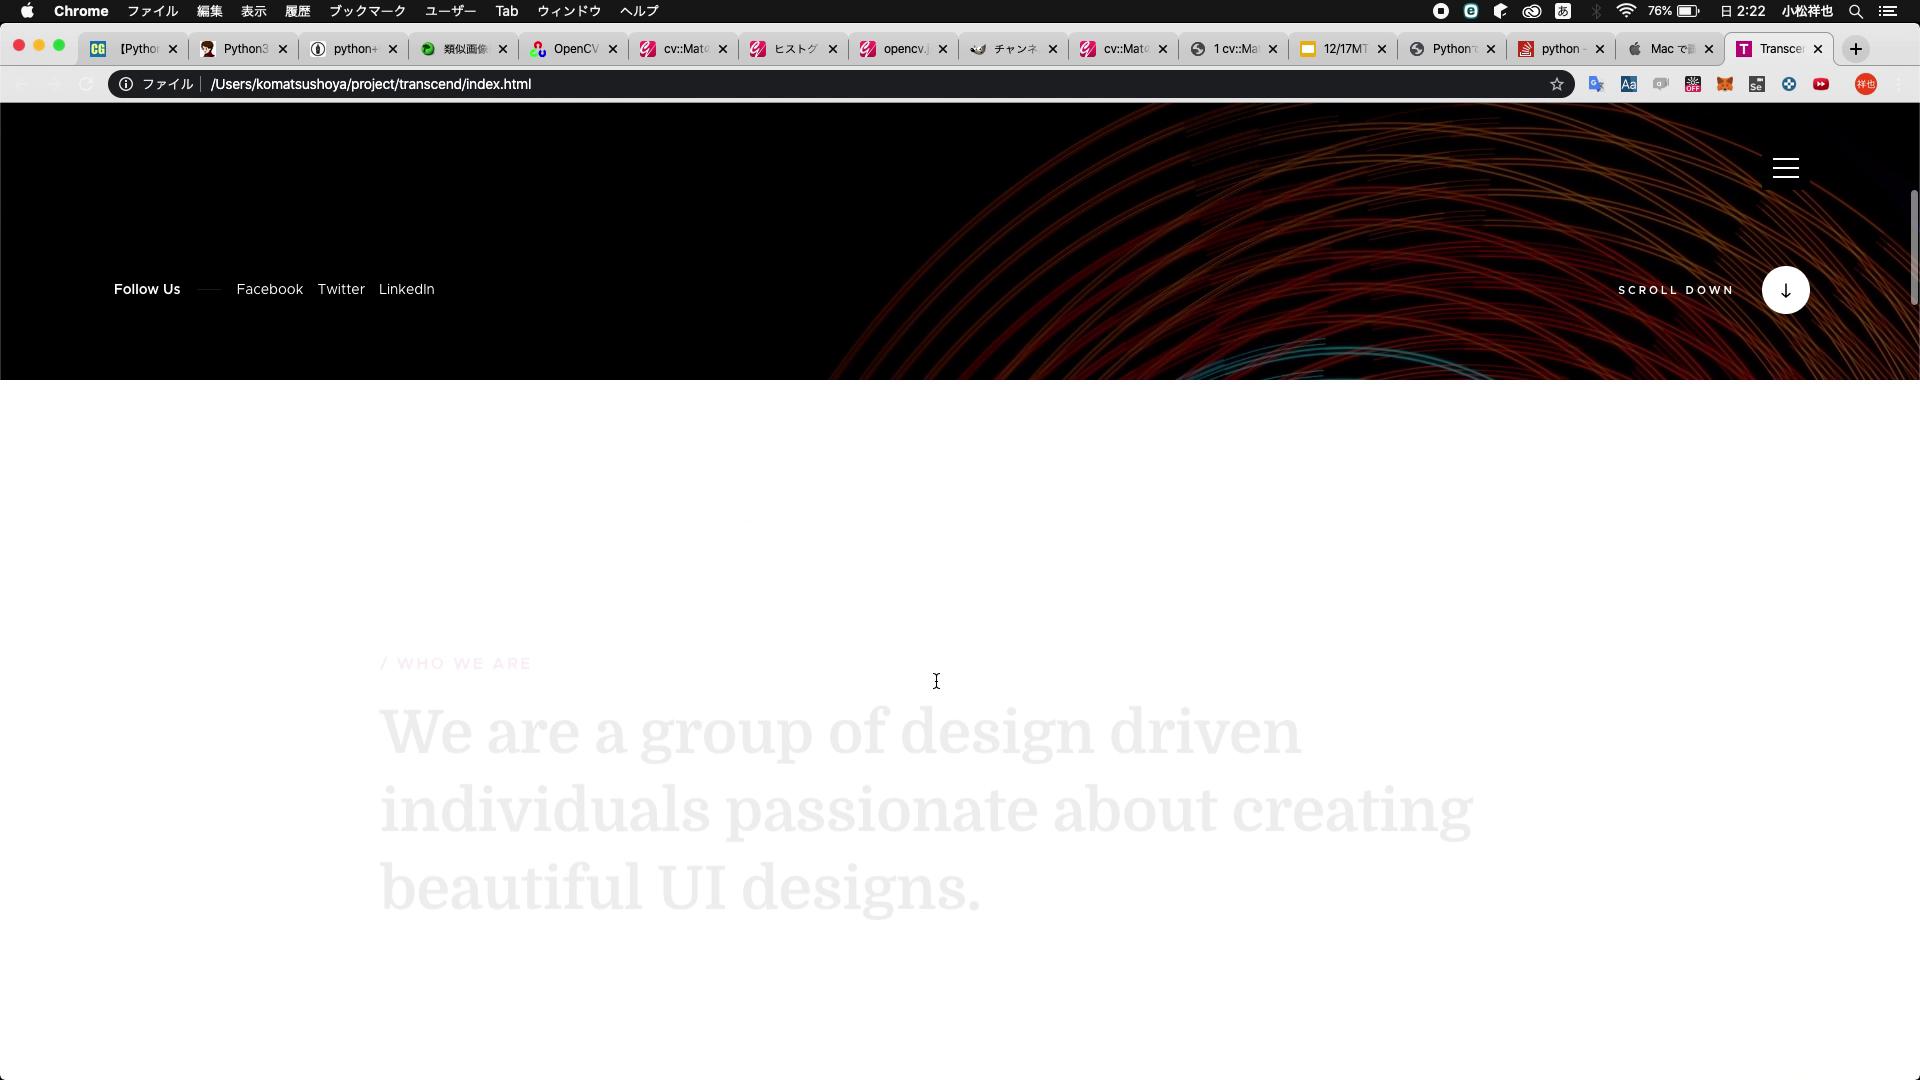 Chrome ファイル 編集 表示 履歴 ブックマーク ユーザー Tab ウィンドウ ヘルプ 76% 日 2:22 小松祥也
【Pytho Python3 python+ 類似画像 OpenCV cv::Mat ヒストグ opencv.j チャンネ cv::Mat 1 cv::Ma 12/17MT Python python - Mac で Transcen
ファイル /Users/komatsushoya/project/transcend/index.html 祥也
Follow Us Facebook Twitter LinkedIn SCROLL DOWN
/ WHO WE ARE
We are a group of design driven
individuals passionate about creating
beautiful UI designs.